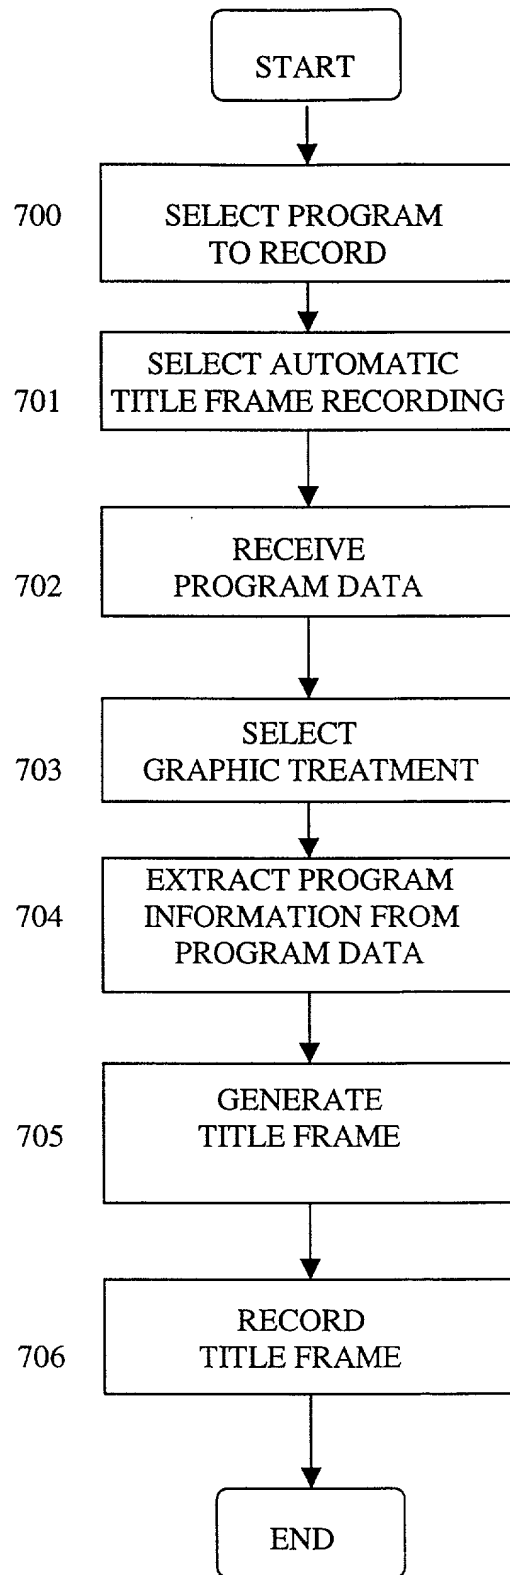 START
700
SELECT PROGRAM
TO RECORD
SELECT AUTOMATIC
701
TITLE FRAME RECORDING
RECEIVE
702
PROGRAM DATA
SELECT
703
GRAPHIC TREATMENT
EXTRACT PROGRAM
704
INFORMATION FROM
PROGRAM DATA
GENERATE
705
TITLE FRAME
RECORD
706
TITLE FRAME
END